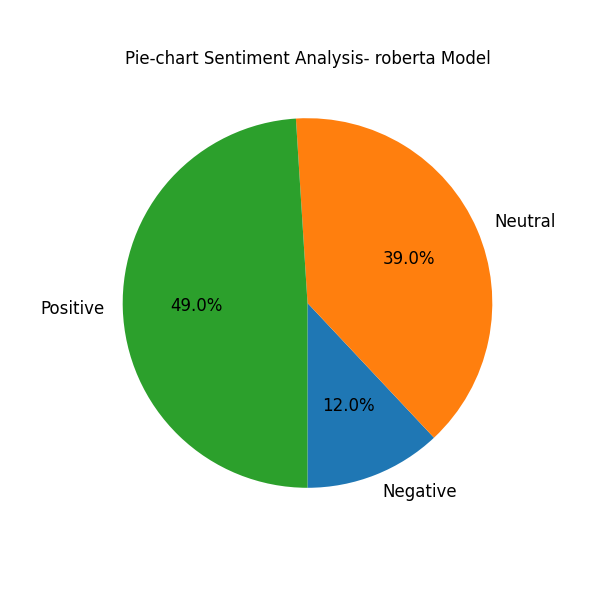 Pie-chart Sentiment Analysis- roberta Model
Neutral
39.0%
Positive
49.0%
12.0%
Negative